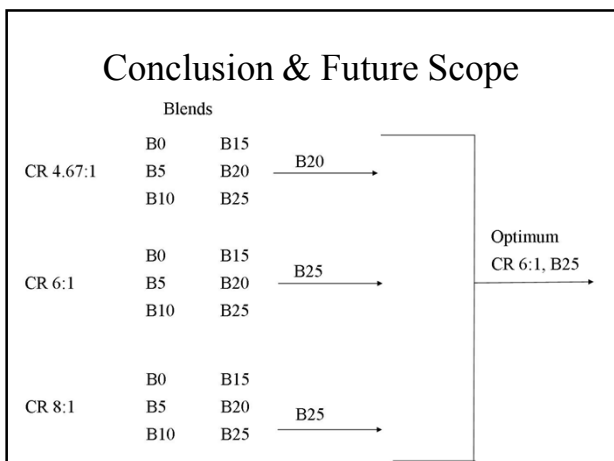 Conclusion & Future Scope
Blends
B0 B15
CR 4.67:1 B5 B20 B20
B10 B25
B0 B15
CR 6:1 B5 B20 B25
B10 B25
B0 B15
CR 8:1 B5 B20 B25
B10 B25
Optimum
CR 6:1, B25